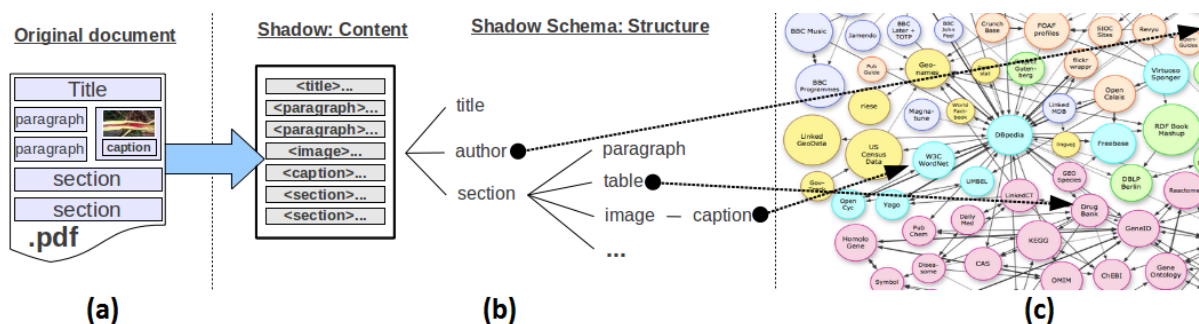 Original document
Title
paragraph
paragraph
caption
section
section
.pdf
(a)
Shadow: Content
<title>...
<paragraph>...
<paragraph>...
<image>...
<caption>...
<section>...
<section>...
Shadow Schema: Structure
title
author
section
paragraph
table
image
caption
...
(b)
BBC Music
Jamendo
BBC Later + TOTP
BBC John Peel
Crunch Base
FOAF profiles
SIOC Sites
Revyu
Guides
Pub Guide
Geo-names
flickr wrappr
Virtuoso Sponger
BBC Programmes
riese
Magna-tune
World Fact-book
Linked MDB
Open Calais
RDF Book Mashup
Linked GeoData
US Census Data
DBpedia
lingvoj
Freebase
W3C WordNet
GEO Species
DBLP Berlin
UMBEL
Open Cyc
Yago
LinkedCT
Drug Bank
Reactome
Daily Med
Pub Chem
GeneID
Homolo Gene
KEGG
Disea-some
CAS
ChEBI
Gene Ontology
Symbol
OMIM
(c)